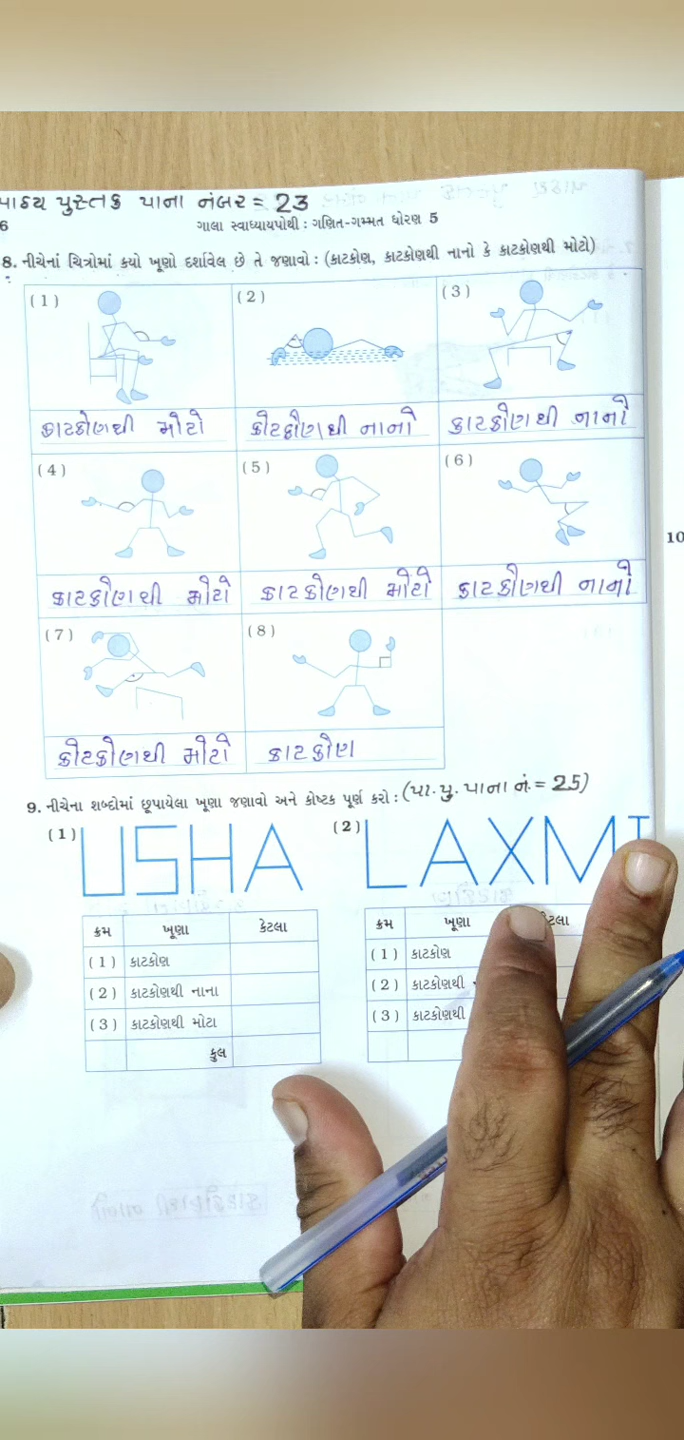 પાઠ્ય પુસ્તક પાના નંબર = 23
6 ગાલા સ્વાધ્યાયપોથી : ગણિત-ગમ્મત ધોરણ 5
8. નીચેનાં ચિત્રોમાં કયો ખૂણો દર્શાવેલ છે તે જણાવો : (કાટકોણ, કાટકોણથી નાનો કે કાટકોણથી મોટો)
(1) (2) (3)
કાટકોણથી મોટો કાટકોણથી નાનો કાટકોણથી નાનો
(4) (5) (6)
કાટકોણથી મોટો કાટકોણથી મોટો કાટકોણથી નાનો
(7) (8)
કાટકોણથી મોટો કાટકોણ
10
9. નીચેના શબ્દોમાં છૂપાયેલા ખૂણા જણાવો અને કોષ્ટક પૂર્ણ કરો : (પા.પુ. પાના નં. = 25)
(1) USHA (2) LAXMI
ક્રમ ખૂણા કેટલા ક્રમ ખૂણા
(1) કાટકોણ (1) કાટકોણ
(2) કાટકોણથી નાના (2) કાટકોણથી
(3) કાટકોણથી મોટા (3) કાટકોણથી
કુલ